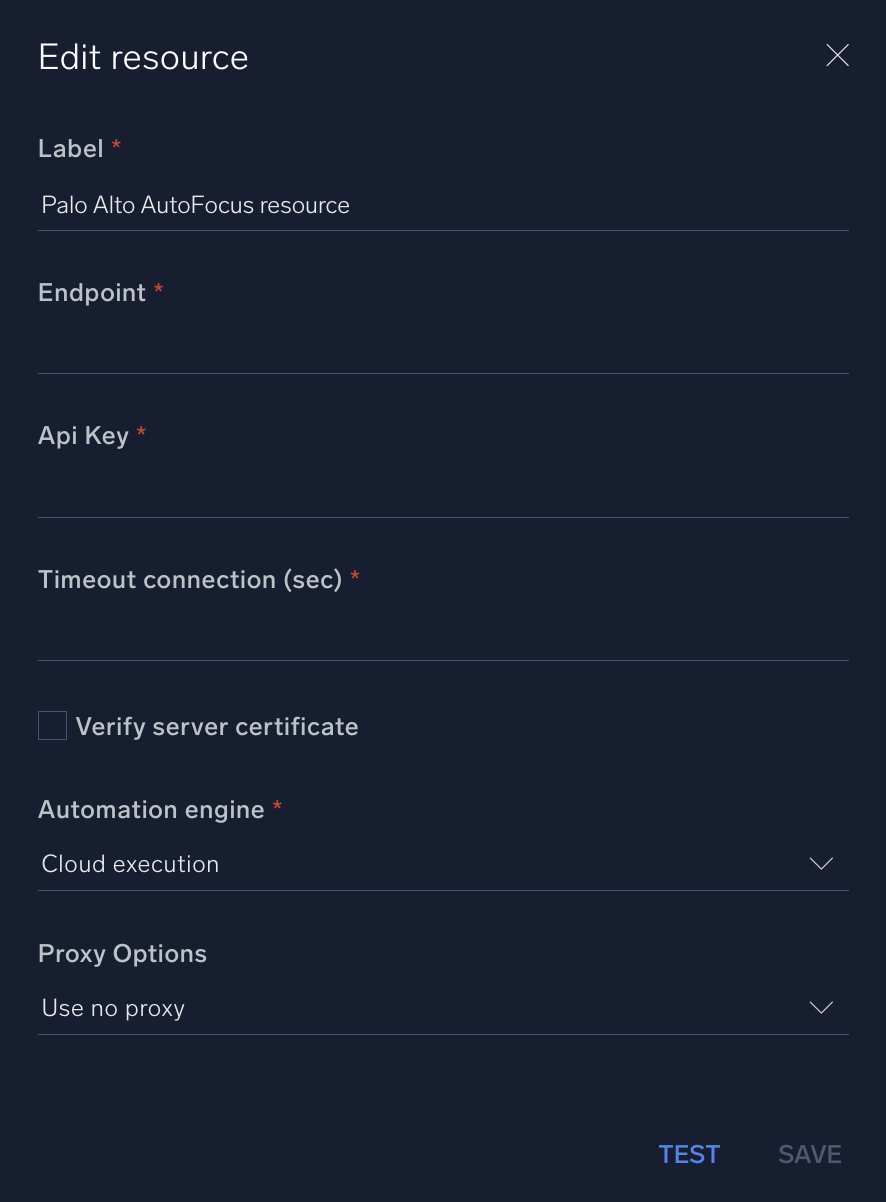 Edit resource
Label *
Palo Alto AutoFocus resource
Endpoint *
Api Key *
Timeout connection (sec) *
Verify server certificate
Automation engine *
Cloud execution
Proxy Options
Use no proxy
TEST SAVE